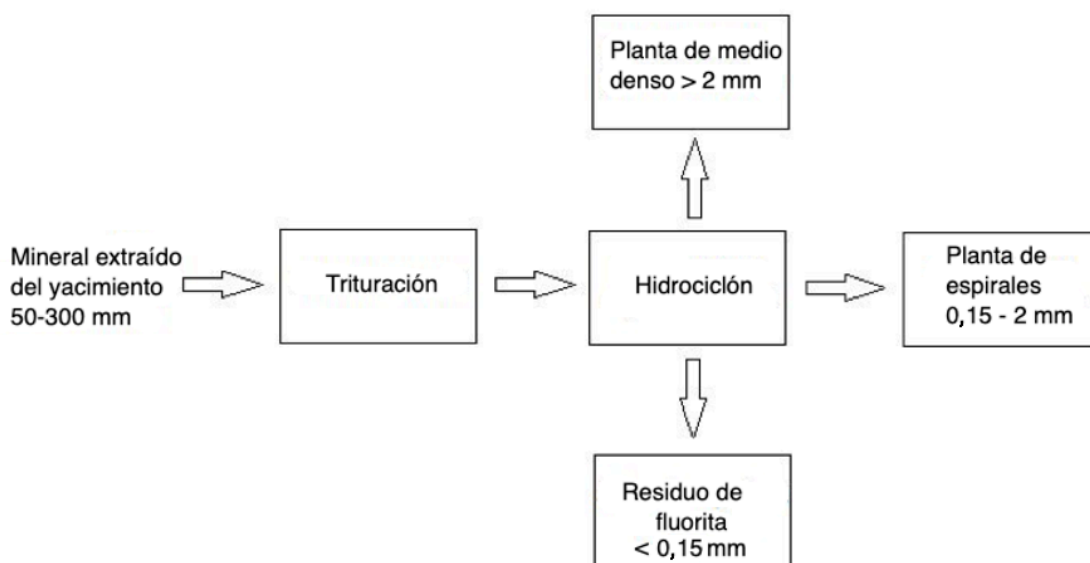 Planta de medio
denso > 2 mm
Mineral extraído
del yacimiento
50-300 mm
Trituración
Hidrociclón
Planta de
espirales
0,15 - 2 mm
Residuo de
fluorita
< 0,15 mm